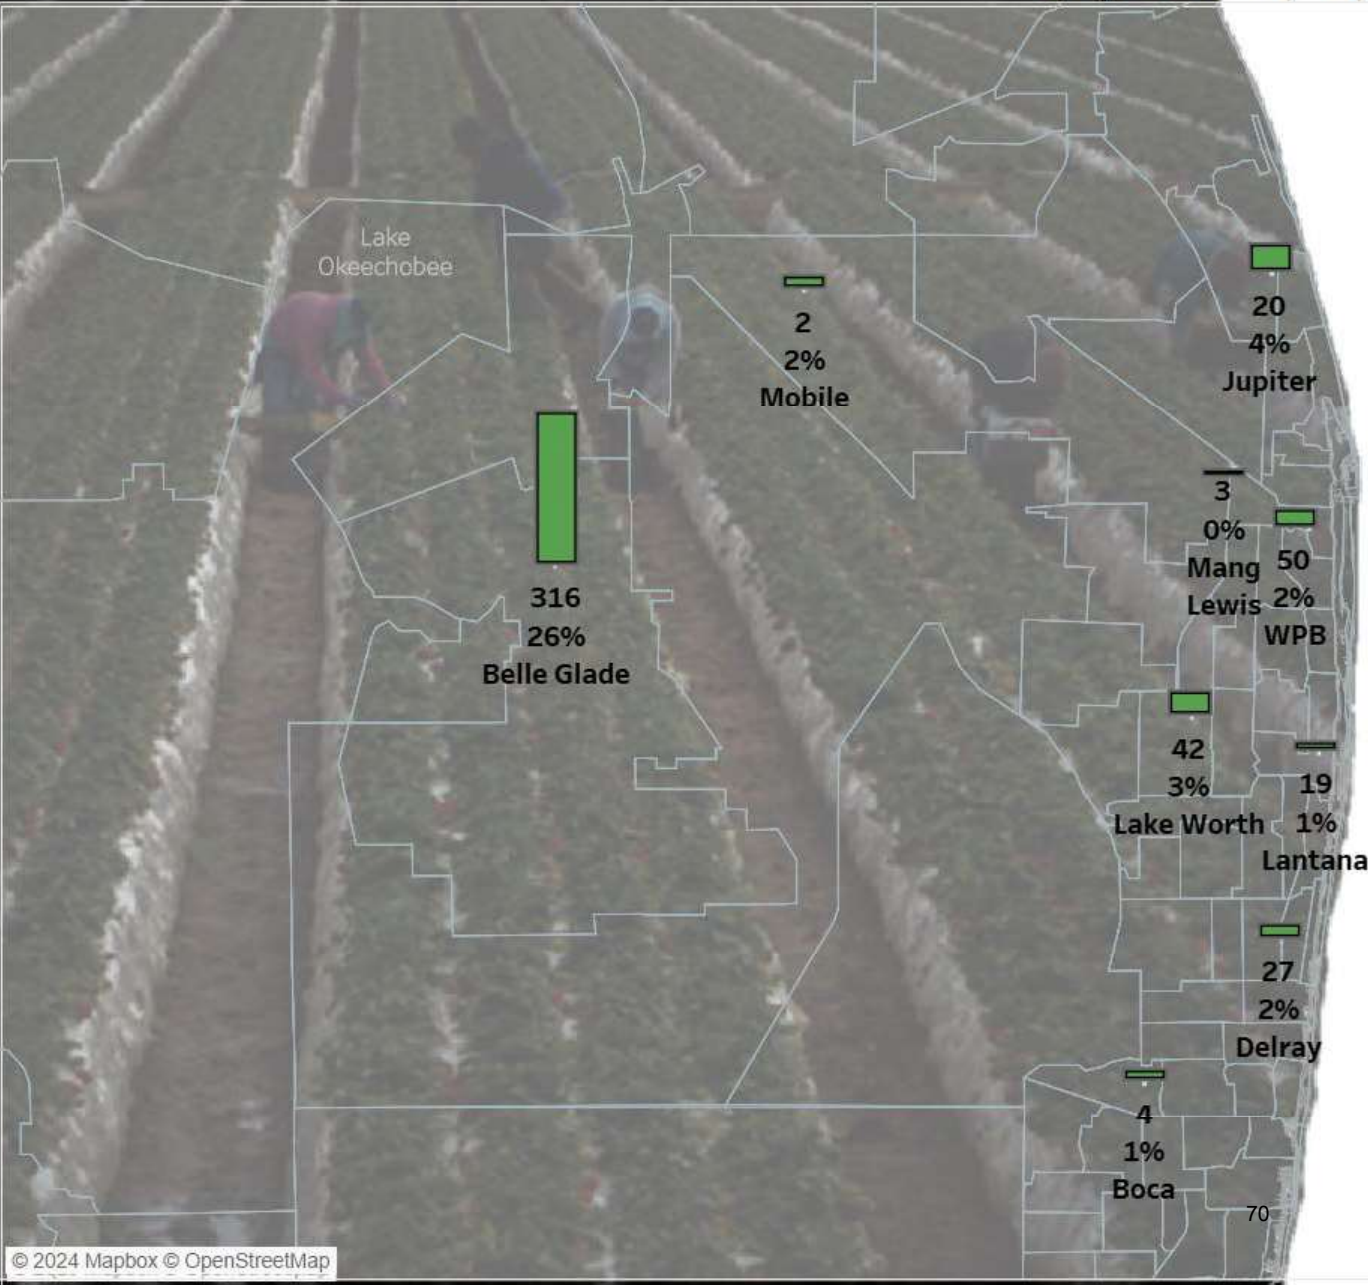 Lake
Okeechobee
2
2%
Mobile
20
4%
Jupiter
316
26%
Belle Glade
3
0%
Mang
Lewis
50
2%
WPB
42
3%
Lake Worth
19
1%
Lantana
27
2%
Delray
4
1%
Boca
70
© 2024 Mapbox © OpenStreetMap